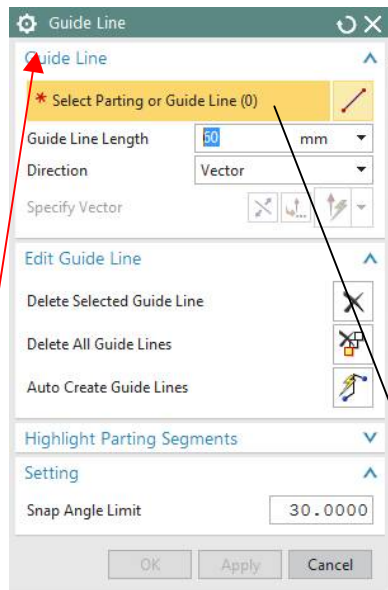 Guide Line
Guide Line
* Select Parting or Guide Line (0)
Guide Line Length 60 mm
Direction Vector
Specify Vector
Edit Guide Line
Delete Selected Guide Line
Delete All Guide Lines
Auto Create Guide Lines
Highlight Parting Segments
Setting
Snap Angle Limit 30.0000
OK Apply Cancel